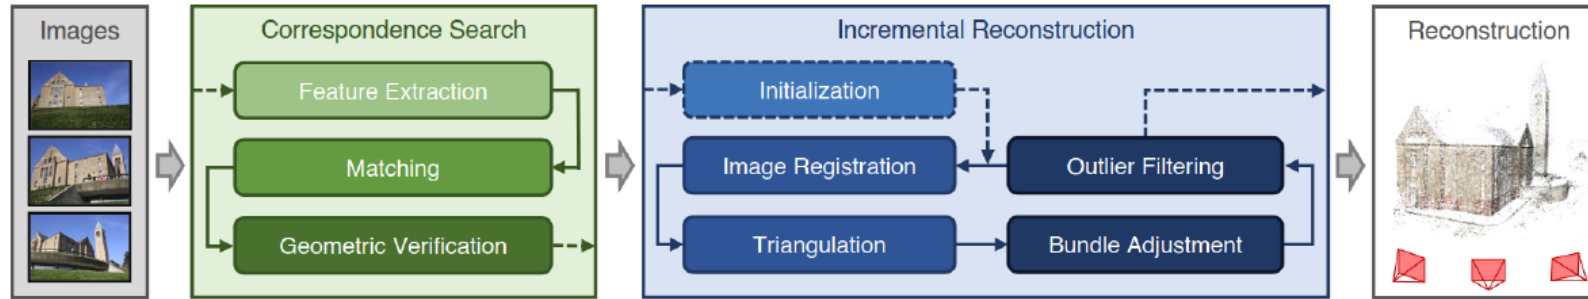 Images
Correspondence Search
Feature Extraction
Matching
Geometric Verification
Incremental Reconstruction
Initialization
Image Registration
Outlier Filtering
Triangulation
Bundle Adjustment
Reconstruction